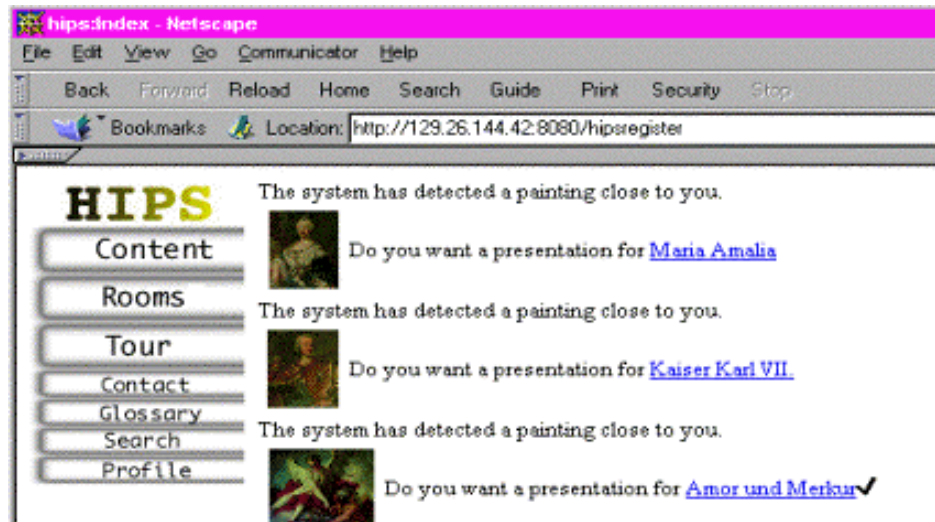 hips:Index - Netscape
File Edit View Go Communicator Help
Back Forward Reload Home Search Guide Print Security Stop
Bookmarks Location: http://129.26.144.42:8080/hipsregister
HIPS
Content
Rooms
Tour
Contact
Glossary
Search
Profile
The system has detected a painting close to you.
Do you want a presentation for Maria Amalia
The system has detected a painting close to you.
Do you want a presentation for Kaiser Karl VII.
The system has detected a painting close to you.
Do you want a presentation for Amor und Merkur